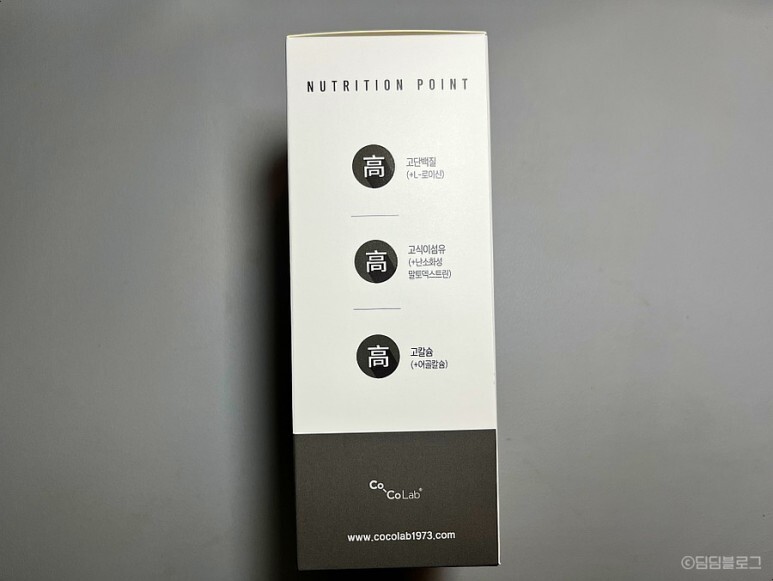 NUTRITION POINT
高
고단백질
(+L-로이신)
高
고식이섬유
(+난소화성
말토덱스트린)
高
고칼슘
(+어골칼슘)
Co
CoLab®
www.cocolab1973.com
©딤딤블로그